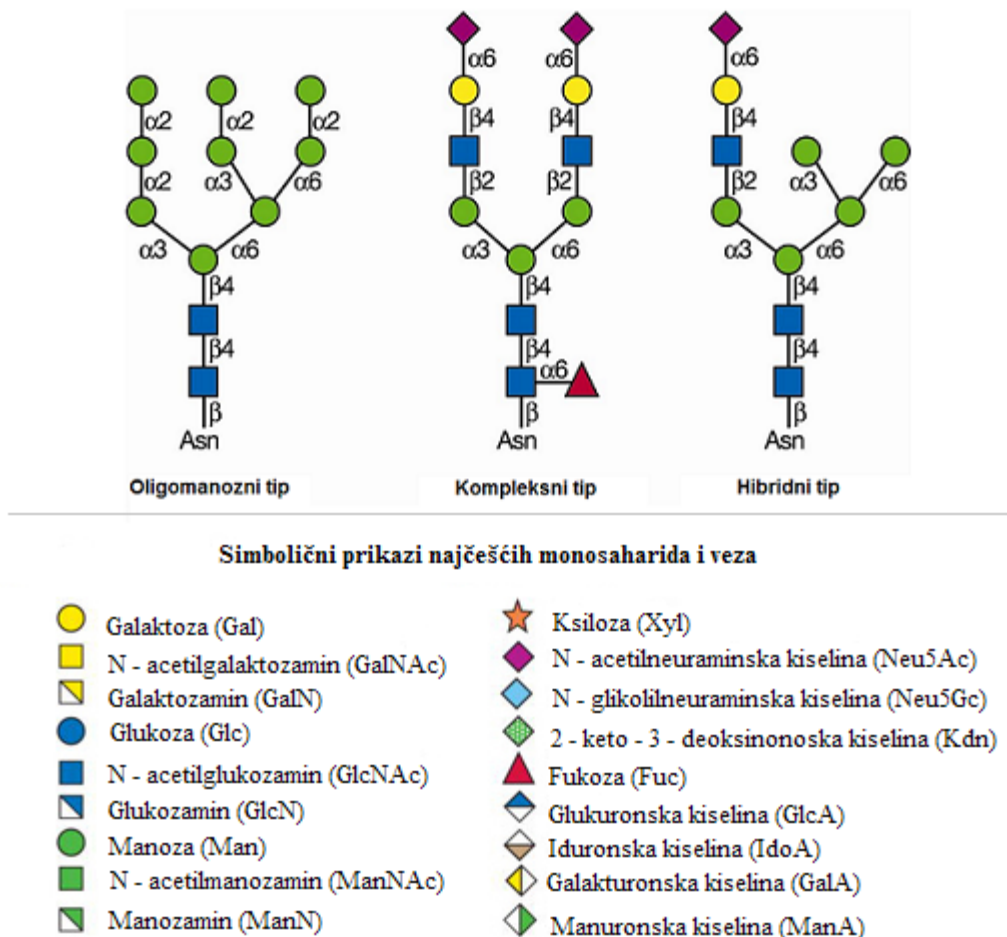 α6 α6 α6
α2 α2 α2 β4 β4 β4
α2 α3 α6 β2 β2 β2 α3 α6
α3 α6 α3 α6 α3 α6
β4 β4 β4
β4 β4 α6 β4
β β β
Asn Asn Asn
Oligomanozni tip Kompleksni tip Hibridni tip
Simbolični prikazi najčešćih monosaharida i veza
Galaktoza (Gal)
N - acetilgalaktozamin (GalNAc)
Galaktozamin (GalN)
Glukoza (Glc)
N - acetilglukozamin (GlcNAc)
Glukozamin (GlcN)
Manoza (Man)
N - acetilmanozamin (ManNAc)
Manozamin (ManN)
Ksiloza (Xyl)
N - acetilneuraminska kiselina (Neu5Ac)
N - glikolilneuraminska kiselina (Neu5Gc)
2 - keto - 3 - deoksinonoska kiselina (Kdn)
Fukoza (Fuc)
Glukuronska kiselina (GlcA)
Iduronska kiselina (IdoA)
Galakturonska kiselina (GalA)
Manuronska kiselina (ManA)